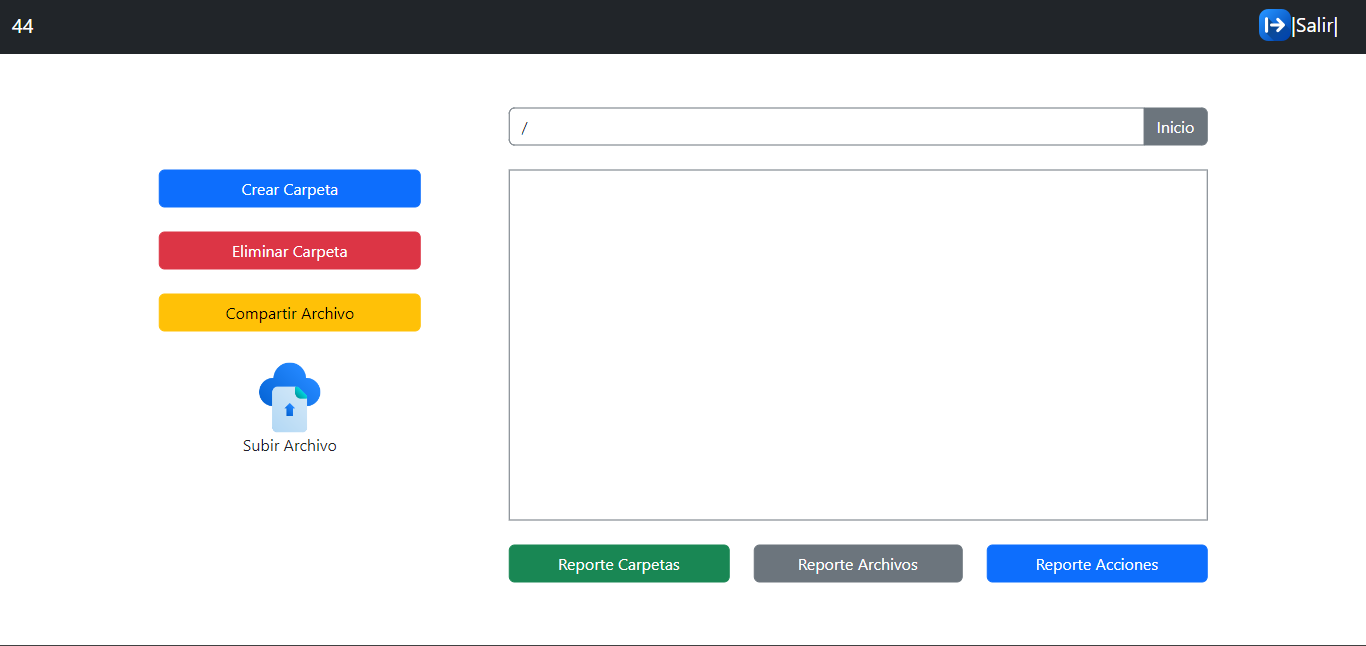 44
|Salir|
/
Inicio
Crear Carpeta
Eliminar Carpeta
Compartir Archivo
Subir Archivo
Reporte Carpetas
Reporte Archivos
Reporte Acciones